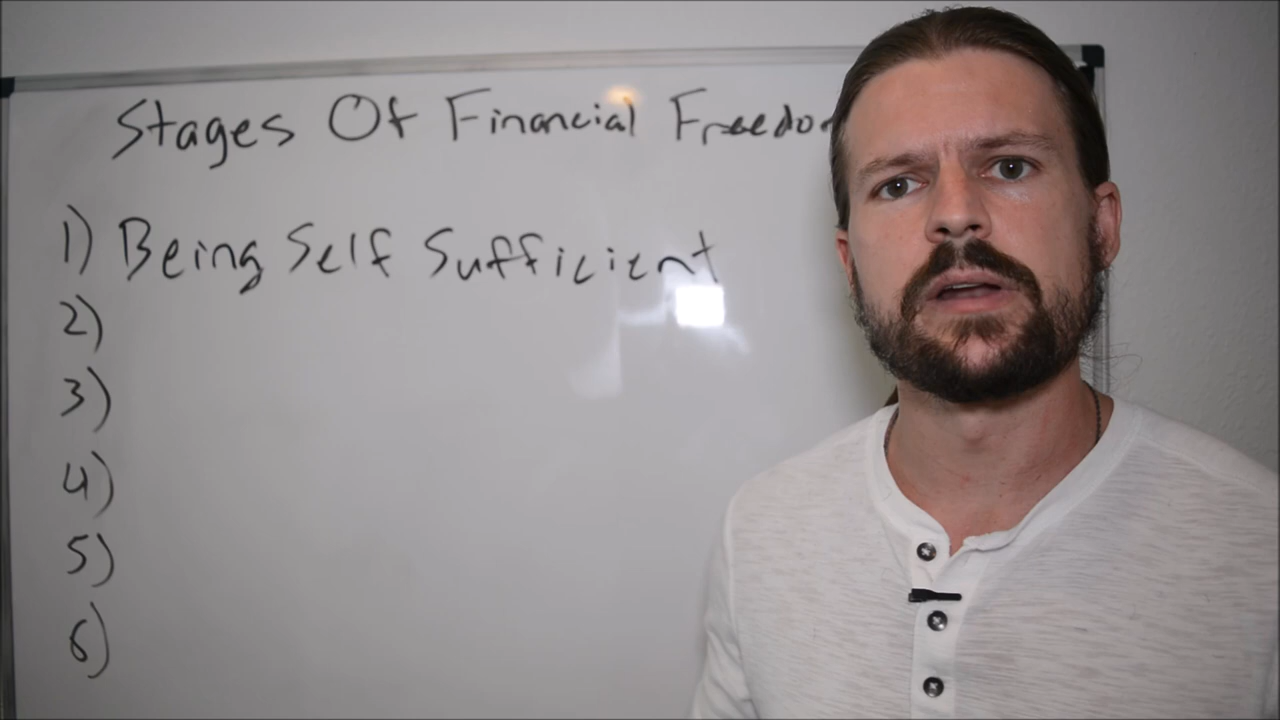 Stages Of Financial Freedo
1) Being Self Sufficient
2)
3)
4)
5)
6)